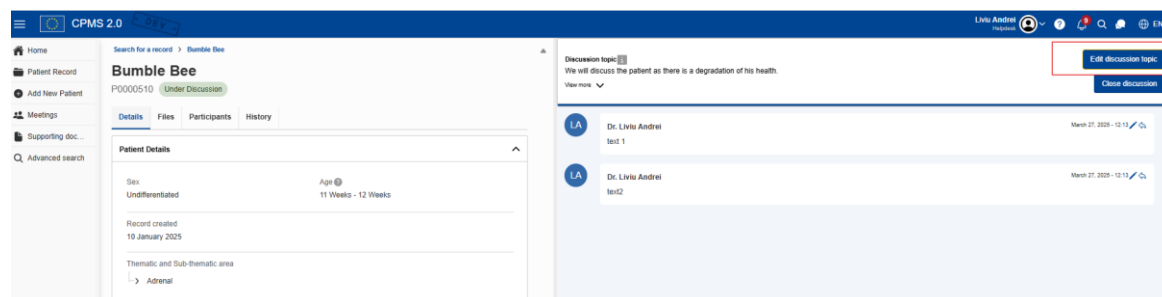 CPMS 2.0
DEV
Liviu Andrei
Helpdesk
9
EN
Home
Patient Record
Add New Patient
Meetings
Supporting doc...
Advanced search
Search for a record > Bumble Bee
Bumble Bee
P0000510 Under Discussion
Details Files Participants History
Patient Details
Sex
Undifferentiated
Age
11 Weeks - 12 Weeks
Record created
10 January 2025
Thematic and Sub-thematic area
Adrenal
Discussion topic
We will discuss the patient as there is a degradation of his health.
View more
Edit discussion topic
Close discussion
LA
Dr. Liviu Andrei
March 27, 2025 - 12:13
text 1
LA
Dr. Liviu Andrei
March 27, 2025 - 12:13
text2